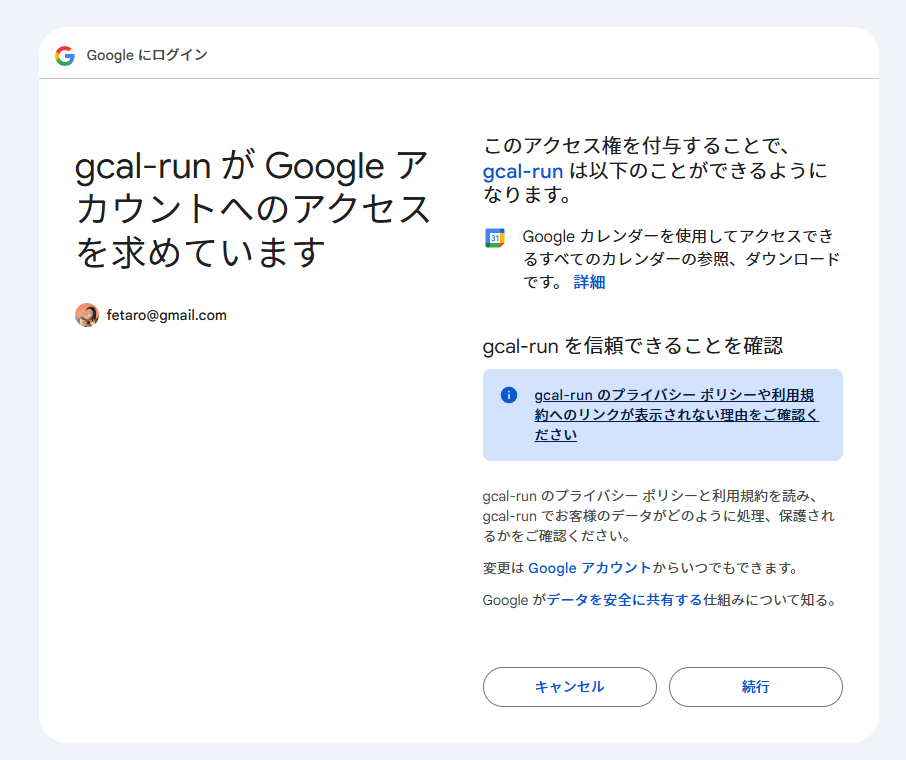 Google にログイン
gcal-run が Google ア
カウントへのアクセス
を求めています
fetaro@gmail.com
このアクセス権を付与することで、
gcal-run は以下のことができるように
なります。
31
Google カレンダーを使用してアクセスでき
るすべてのカレンダーの参照、ダウンロード
です。 詳細
gcal-run を信頼できることを確認
gcal-run のプライバシー ポリシーや利用規
約へのリンクが表示されない理由をご確認く
ださい
gcal-run のプライバシー ポリシーと利用規約を読み、
gcal-run でお客様のデータがどのように処理、保護され
るかをご確認ください。
変更は Google アカウントからいつでもできます。
Google がデータを安全に共有する仕組みについて知る。
キャンセル
続行